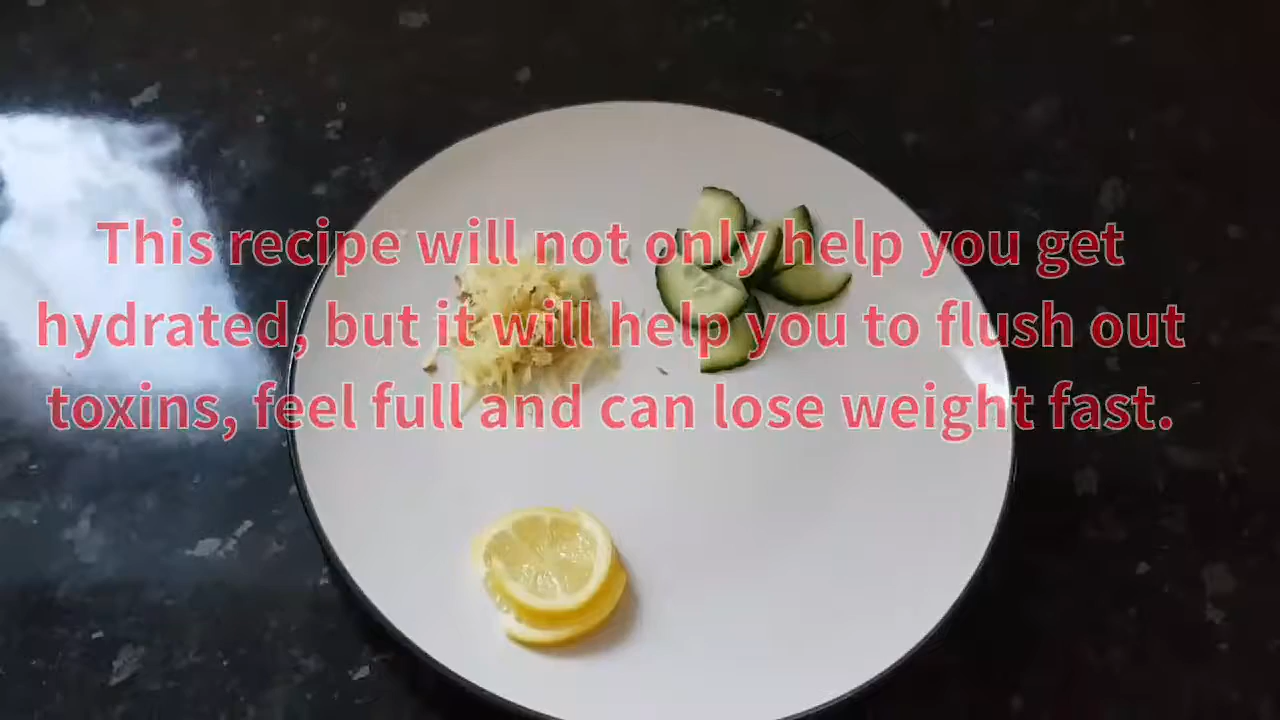 This recipe will not only help you get
hydrated, but it will help you to flush out
toxins, feel full and can lose weight fast.